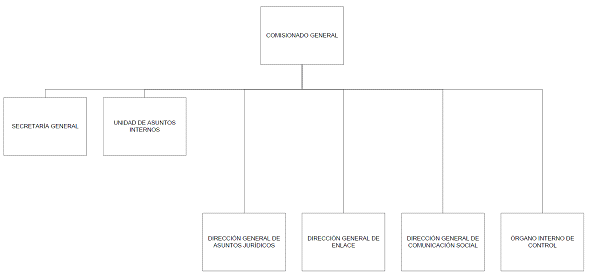 COMISIONADO GENERAL
SECRETARÍA GENERAL
UNIDAD DE ASUNTOS
INTERNOS
DIRECCIÓN GENERAL DE
ASUNTOS JURÍDICOS
DIRECCIÓN GENERAL DE
ENLACE
DIRECCIÓN GENERAL DE
COMUNICACIÓN SOCIAL
ÓRGANO INTERNO DE
CONTROL